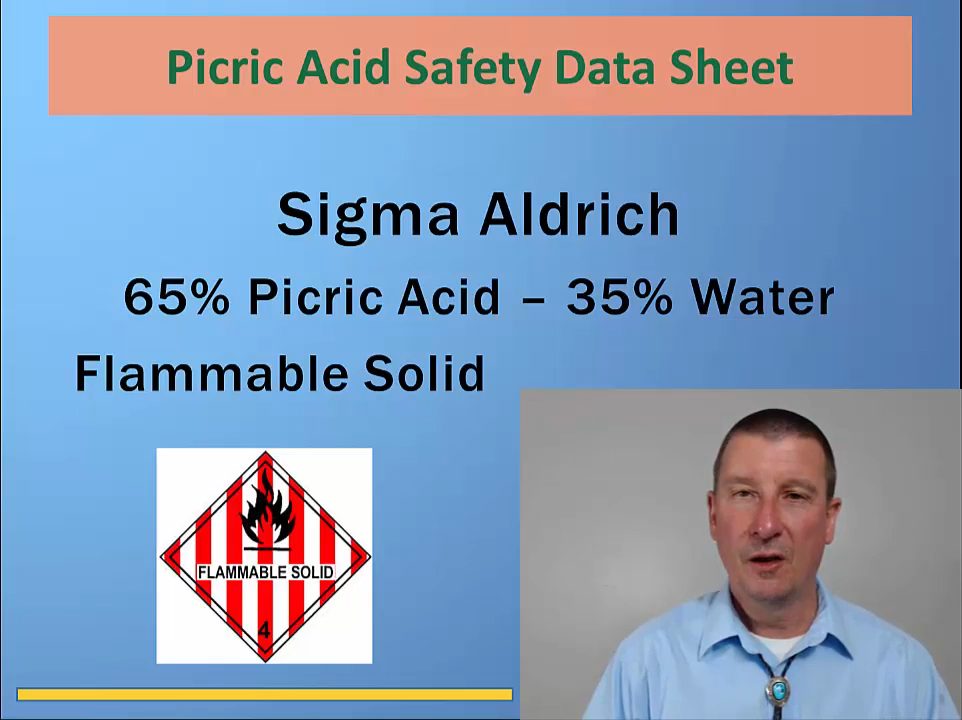 Picric Acid Safety Data Sheet
Sigma Aldrich
65% Picric Acid – 35% Water
Flammable Solid
FLAMMABLE SOLID
4